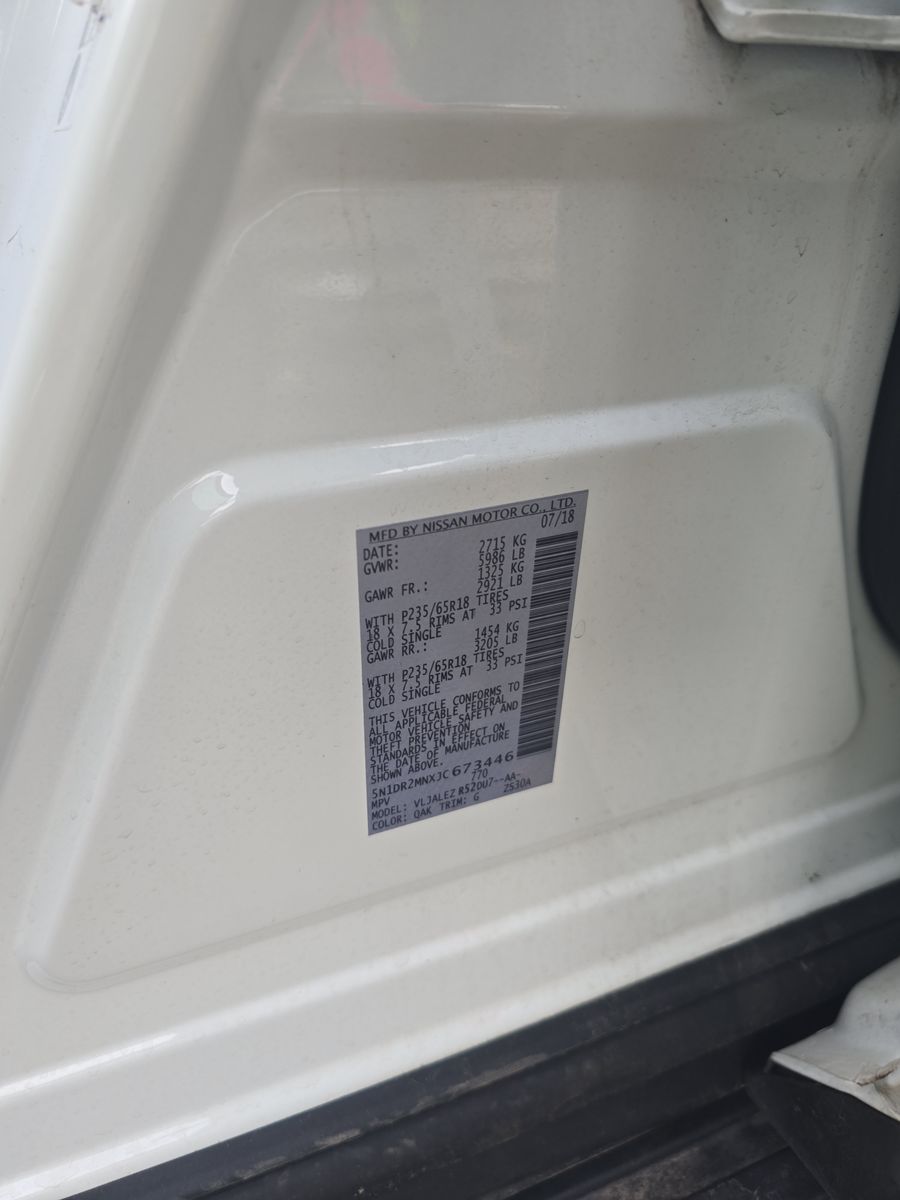 MFD BY NISSAN MOTOR CO., LTD.
DATE: 07/18
GVWR: 2715 KG
5986 LB
GAWR FR.: 1325 KG
2921 LB
WITH P235/65R18 TIRES
18 X 7.5 RIMS AT 33 PSI
COLD SINGLE
GAWR RR.: 1454 KG
3205 LB
WITH P235/65R18 TIRES
18 X 7.5 RIMS AT 33 PSI
COLD SINGLE
THIS VEHICLE CONFORMS TO
ALL APPLICABLE FEDERAL
MOTOR VEHICLE SAFETY AND
THEFT PREVENTION
STANDARDS IN EFFECT ON
THE DATE OF MANUFACTURE
SHOWN ABOVE.
5N1DR2MNXJC673446
MPV 770
MODEL: VLJALEZ R52DU7--AA-
COLOR: QAK TRIM: G ZS30A